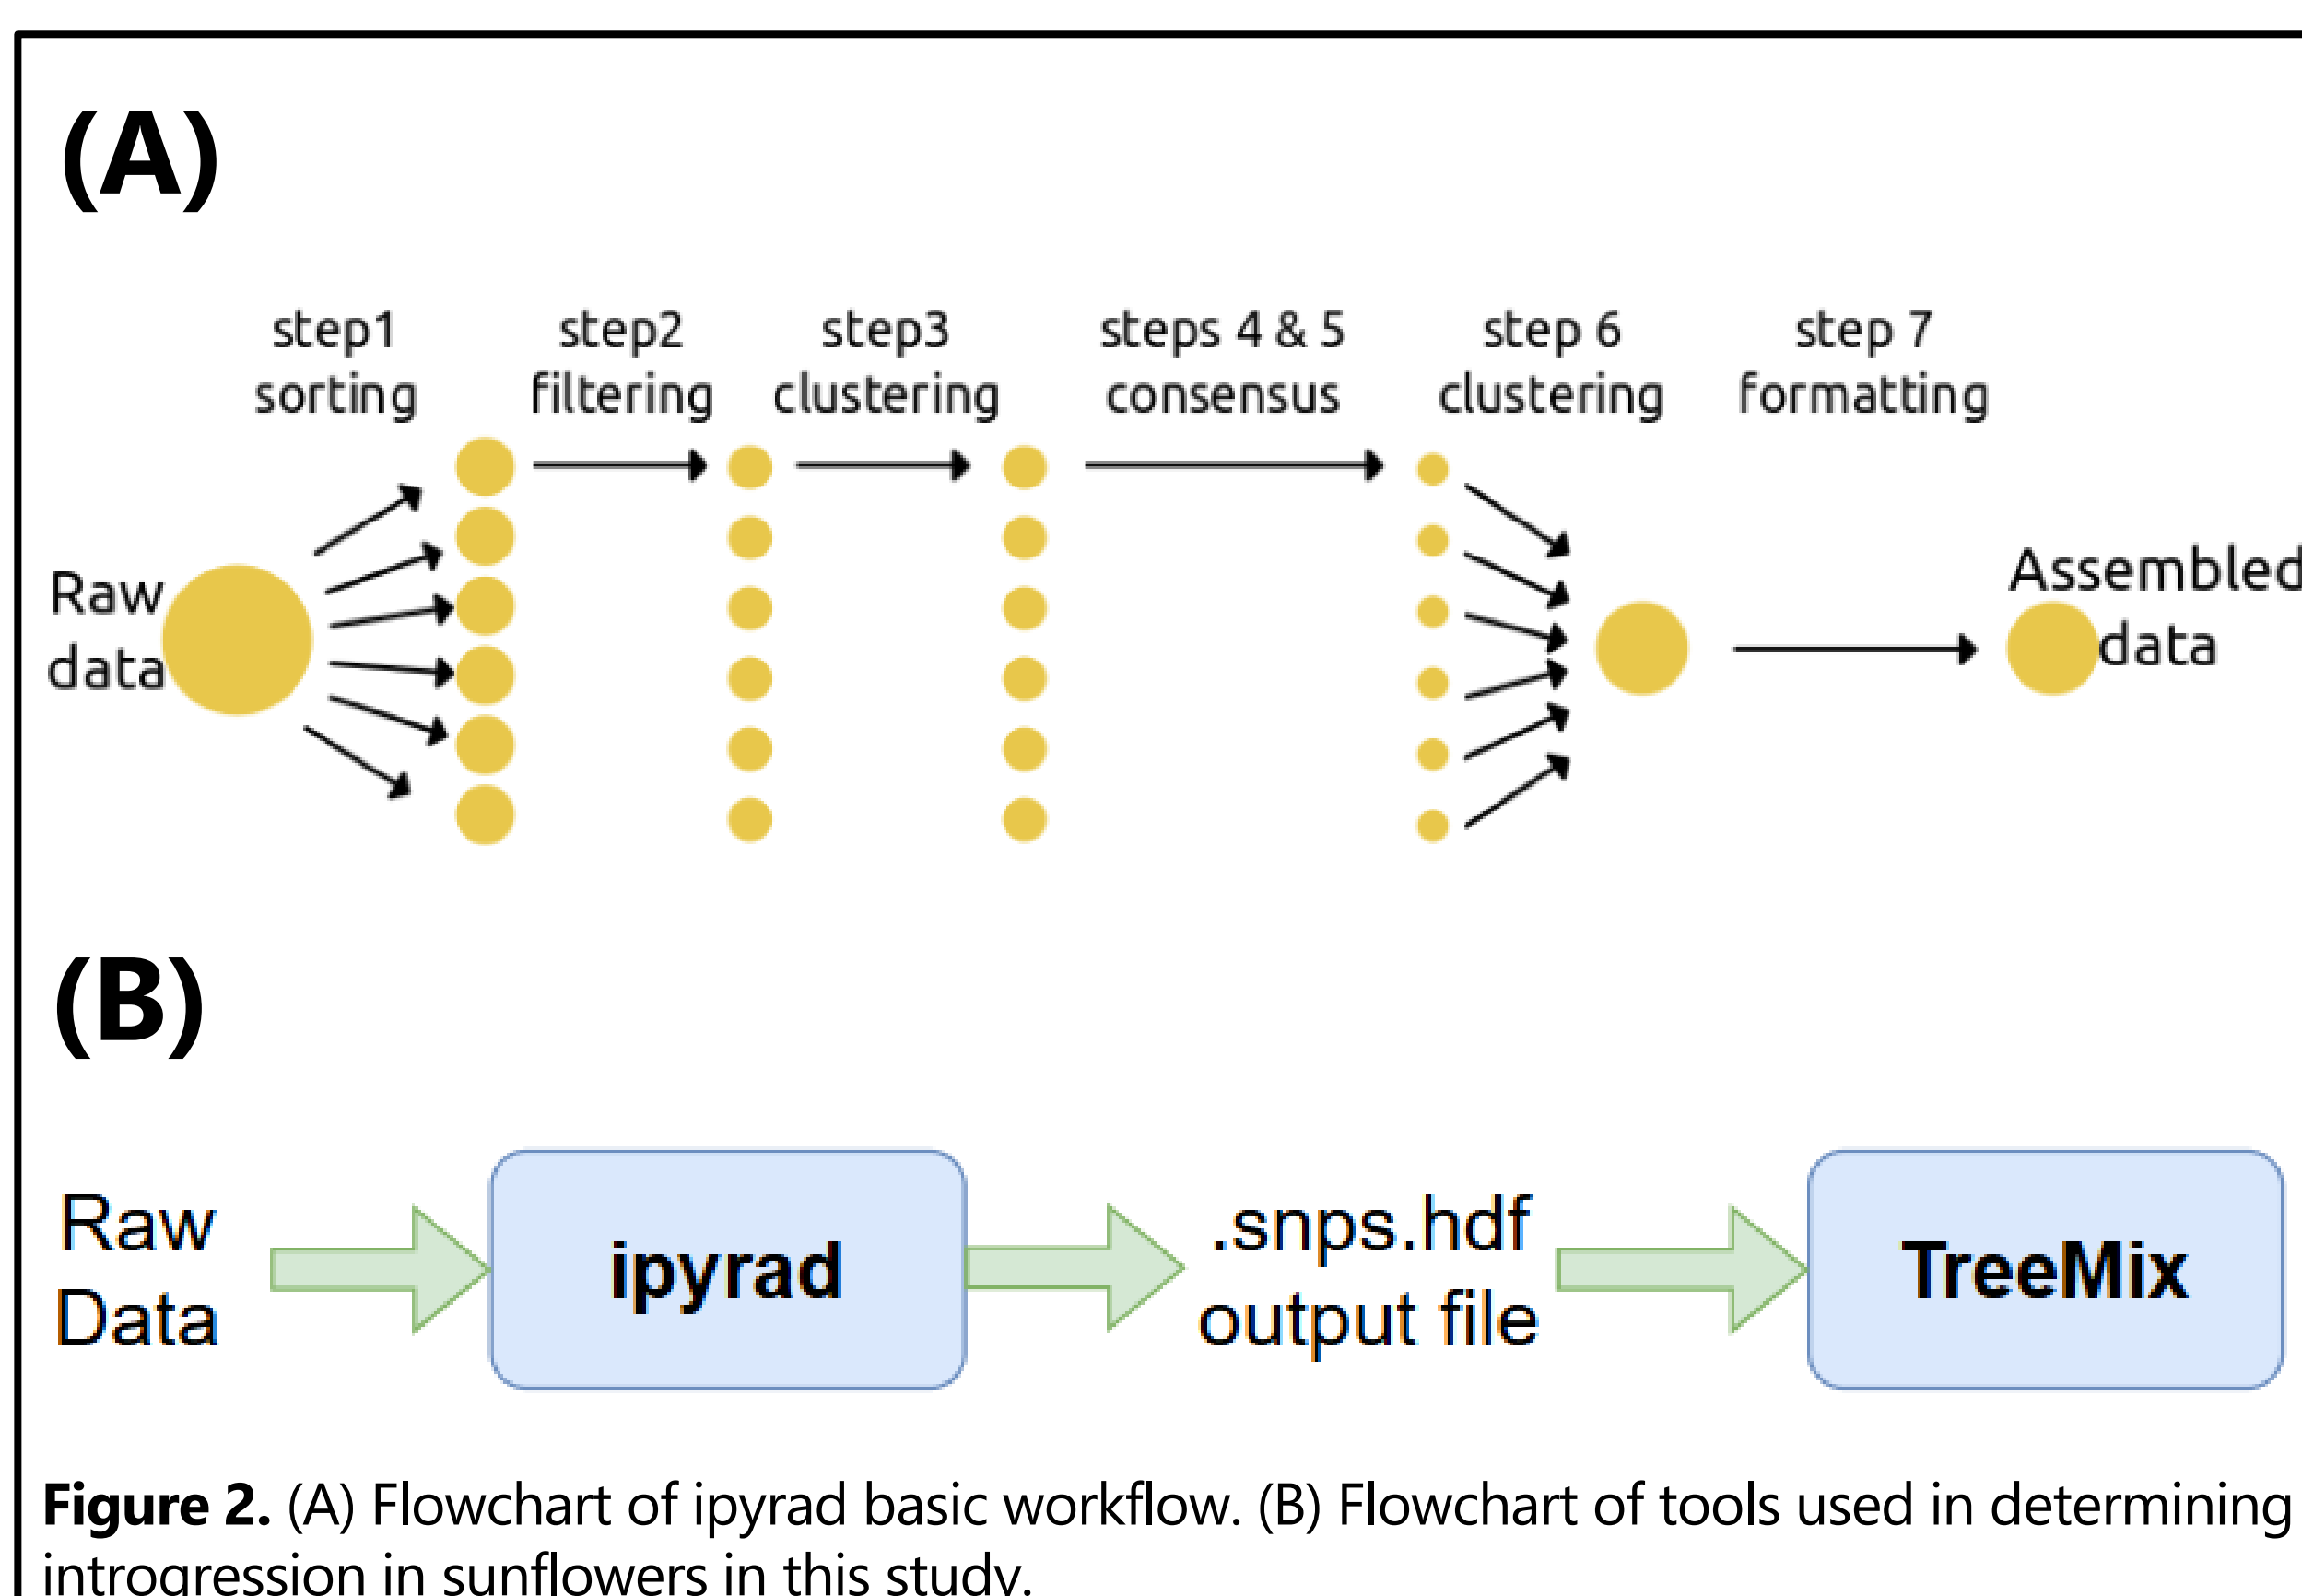 (A)
step1 step2 step3 steps 4 & 5 step 6 step 7
sorting filtering clustering consensus clustering formatting
Raw
data
Assembled
data
(B)
Raw
Data
ipyrad
.snps.hdf
output file
TreeMix
Figure 2. (A) Flowchart of ipyrad basic workflow. (B) Flowchart of tools used in determining
introgression in sunflowers in this study.